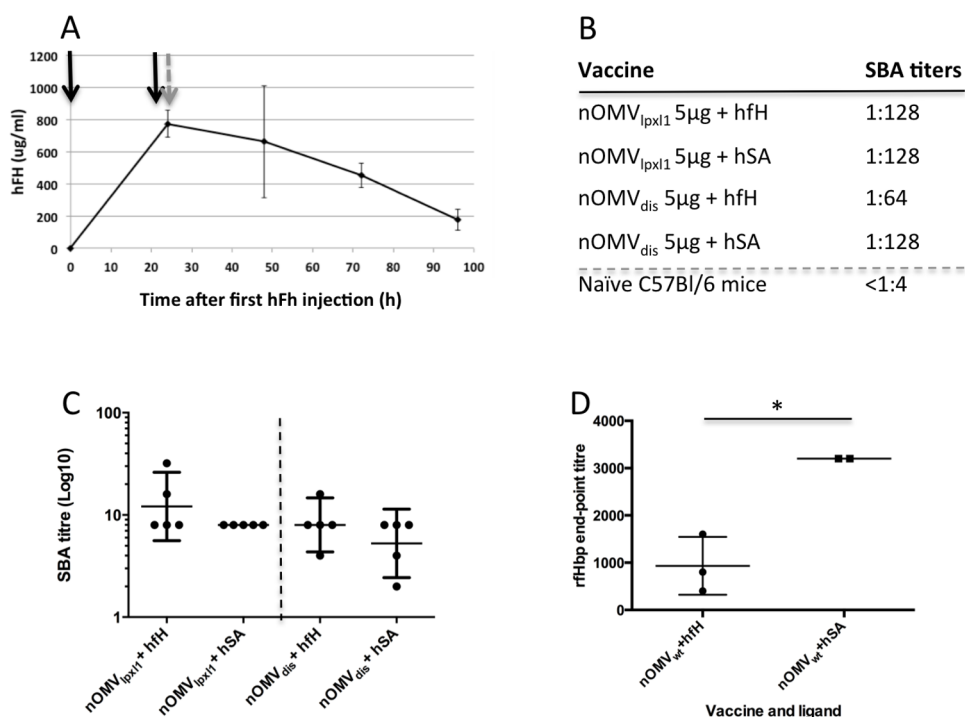 A
1200
1000
800
600
400
200
0
hFH (ug/ml)
0 10 20 30 40 50 60 70 80 90 100
Time after first hFh injection (h)
B
Vaccine SBA titers
nOMVlpxl1 5μg + hfH 1:128
nOMVlpxl1 5μg + hSA 1:128
nOMVdis 5μg + hfH 1:64
nOMVdis 5μg + hSA 1:128
Naïve C57Bl/6 mice <1:4
C
100
10
1
SBA titre (Log10)
nOMVlpxl1 + hfH
nOMVlpxl1 + hSA
nOMVdis + hfH
nOMVdis + hSA
D
*
4000
3000
2000
1000
0
rfHbp end-point titre
nOMVwt+hfH
nOMVwt+hSA
Vaccine and ligand